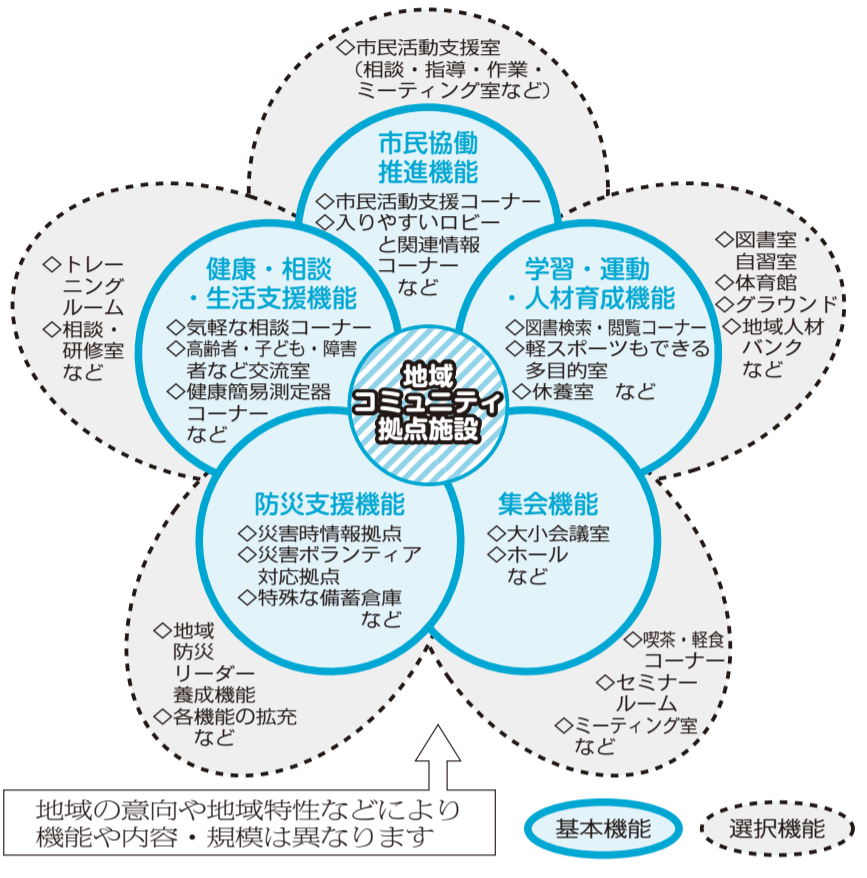 ◇市民活動支援室
（相談・指導・作業・
ミーティング室など）
市民協働
推進機能
◇市民活動支援コーナー
◇入りやすいロビー
と関連情報
コーナー
など
健康・相談
・生活支援機能
◇気軽な相談コーナー
◇高齢者・子ども・障害
者など交流室
◇健康簡易測定器
コーナー
など
◇トレー
ニング
ルーム
◇相談・
研修室
など
学習・運動
・人材育成機能
◇図書検索・閲覧コーナー
◇軽スポーツもできる
多目的室
◇休養室　など
◇図書室・
自習室
◇体育館
◇グラウンド
◇地域人材
バンク
など
地域
コミュニティ
拠点施設
防災支援機能
◇災害時情報拠点
◇災害ボランティア
対応拠点
◇特殊な備蓄倉庫
など
◇地域
防災
リーダー
養成機能
◇各機能の拡充
など
集会機能
◇大小会議室
◇ホール
など
◇喫茶・軽食
コーナー
◇セミナー
ルーム
◇ミーティング室
など
地域の意向や地域特性などにより
機能や内容・規模は異なります
基本機能
選択機能